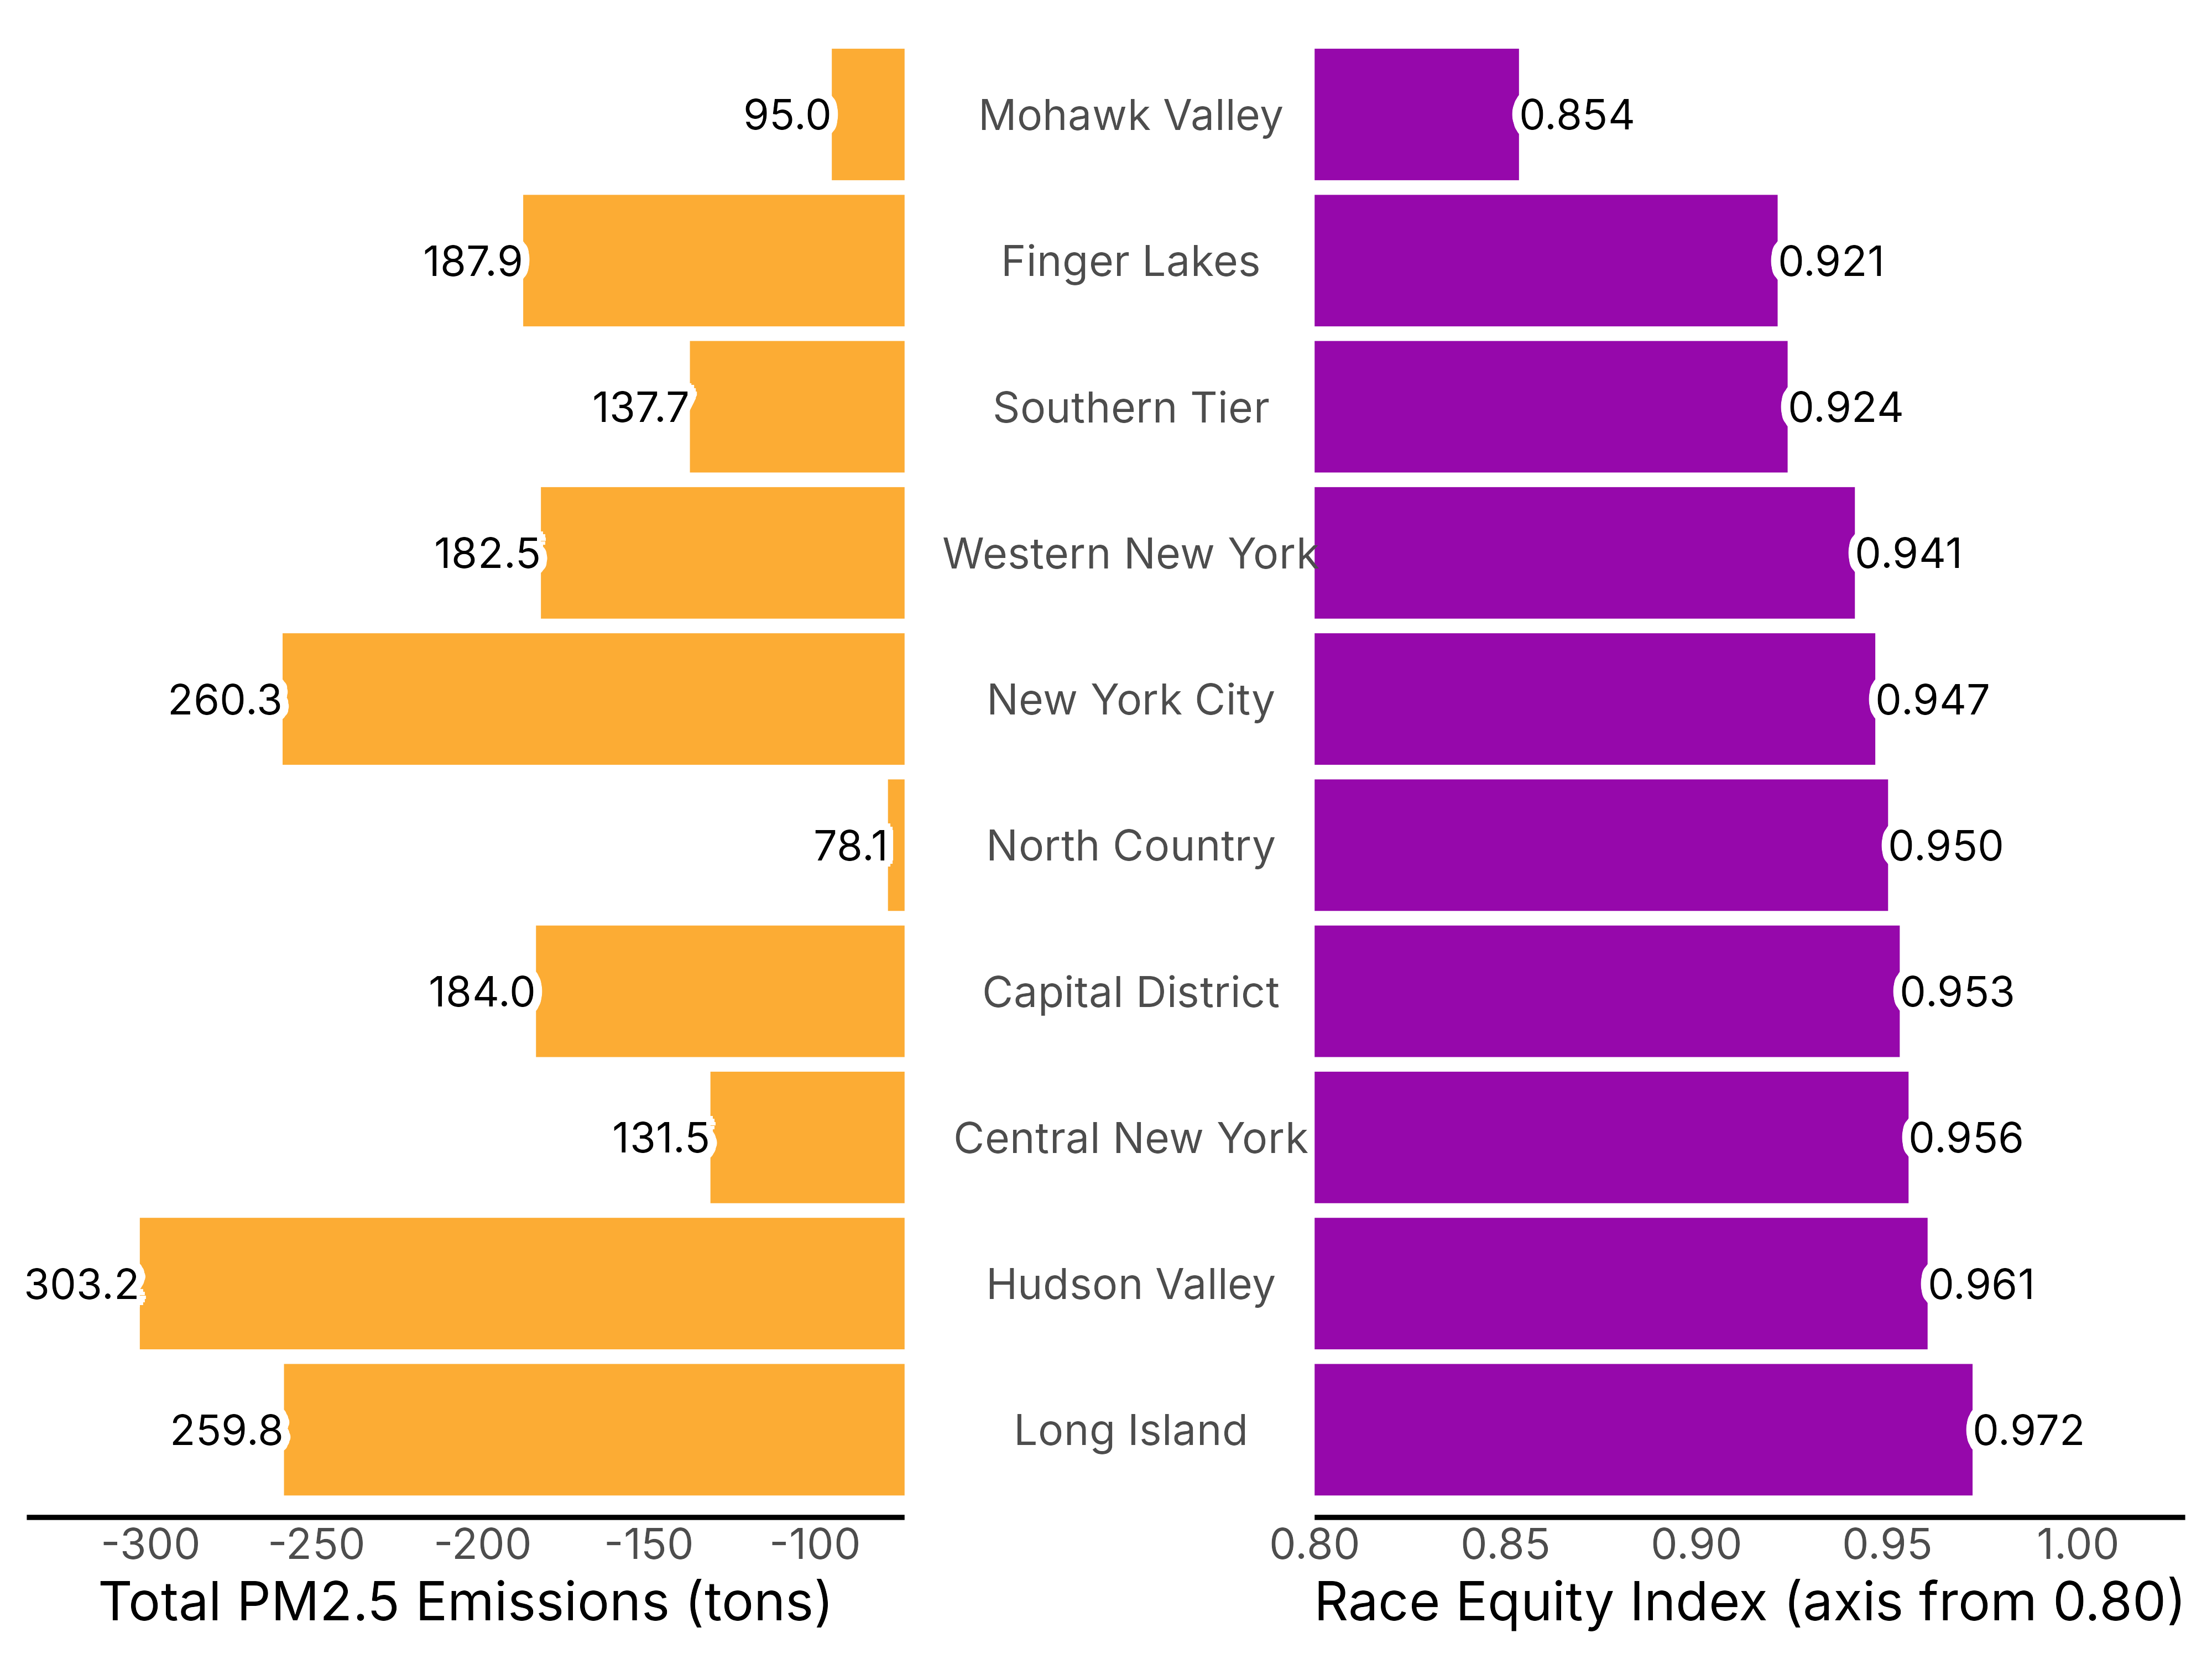 95.0 Mohawk Valley 0.854
187.9 Finger Lakes 0.921
137.7 Southern Tier 0.924
182.5 Western New York 0.941
260.3 New York City 0.947
78.1 North Country 0.950
184.0 Capital District 0.953
131.5 Central New York 0.956
303.2 Hudson Valley 0.961
259.8 Long Island 0.972
-300 -250 -200 -150 -100 0.80 0.85 0.90 0.95 1.00
Total PM2.5 Emissions (tons) Race Equity Index (axis from 0.80)